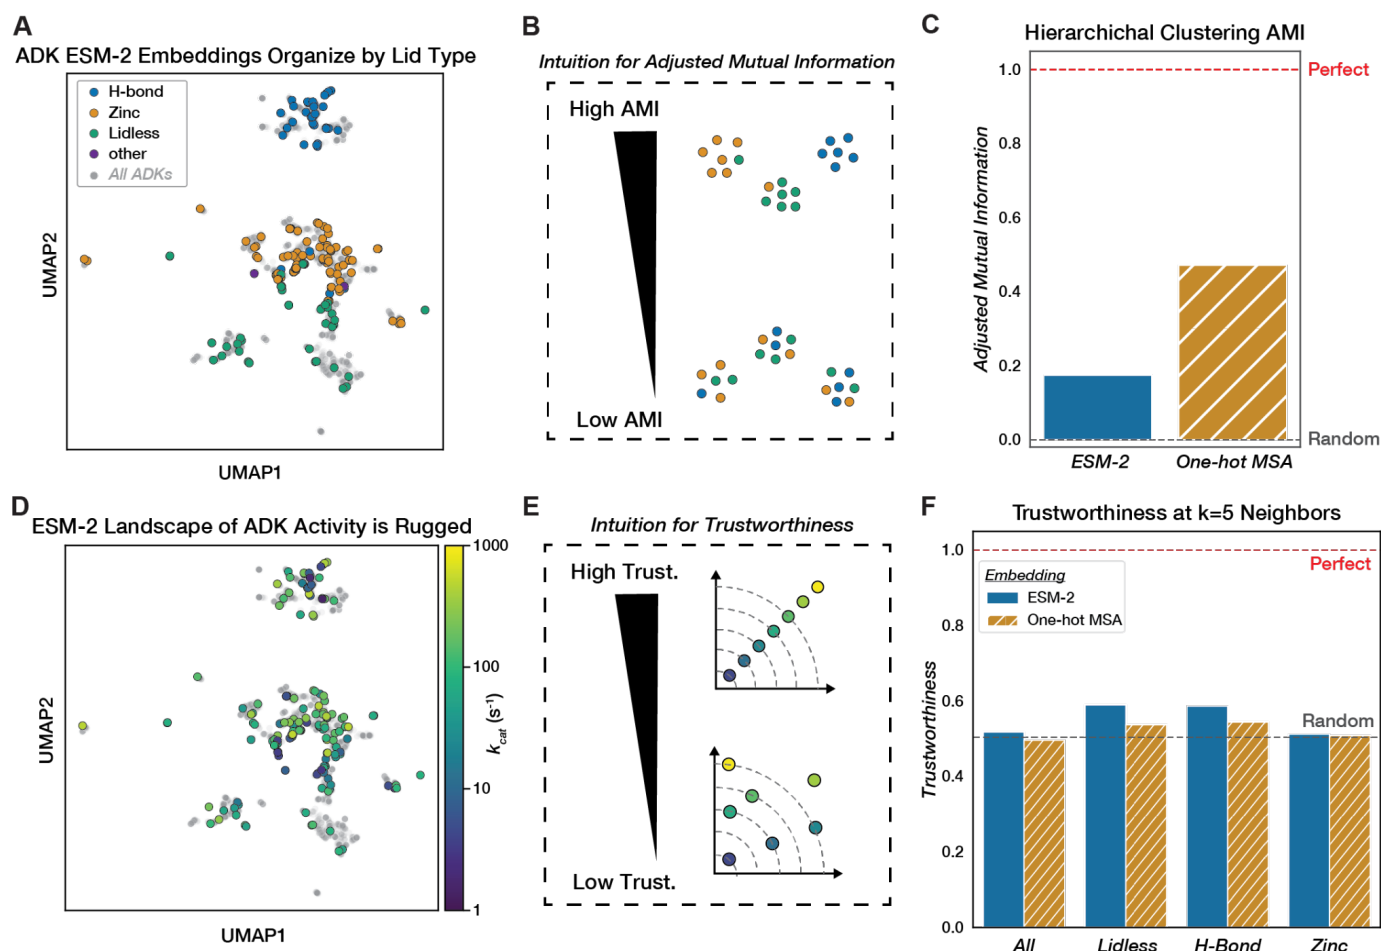 A
ADK ESM-2 Embeddings Organize by Lid Type
H-bond
Zinc
Lidless
other
All ADKs
UMAP2
UMAP1
B
Intuition for Adjusted Mutual Information
High AMI
Low AMI
C
Hierarchichal Clustering AMI
Adjusted Mutual Information
1.0
0.8
0.6
0.4
0.2
0.0
Perfect
Random
ESM-2
One-hot MSA
D
ESM-2 Landscape of ADK Activity is Rugged
UMAP2
UMAP1
1000
100
10
1
kcat (s-1)
E
Intuition for Trustworthiness
High Trust.
Low Trust.
F
Trustworthiness at k=5 Neighbors
Trustworthiness
1.0
0.8
0.6
0.4
0.2
0.0
Perfect
Embedding
ESM-2
One-hot MSA
Random
All
Lidless
H-Bond
Zinc